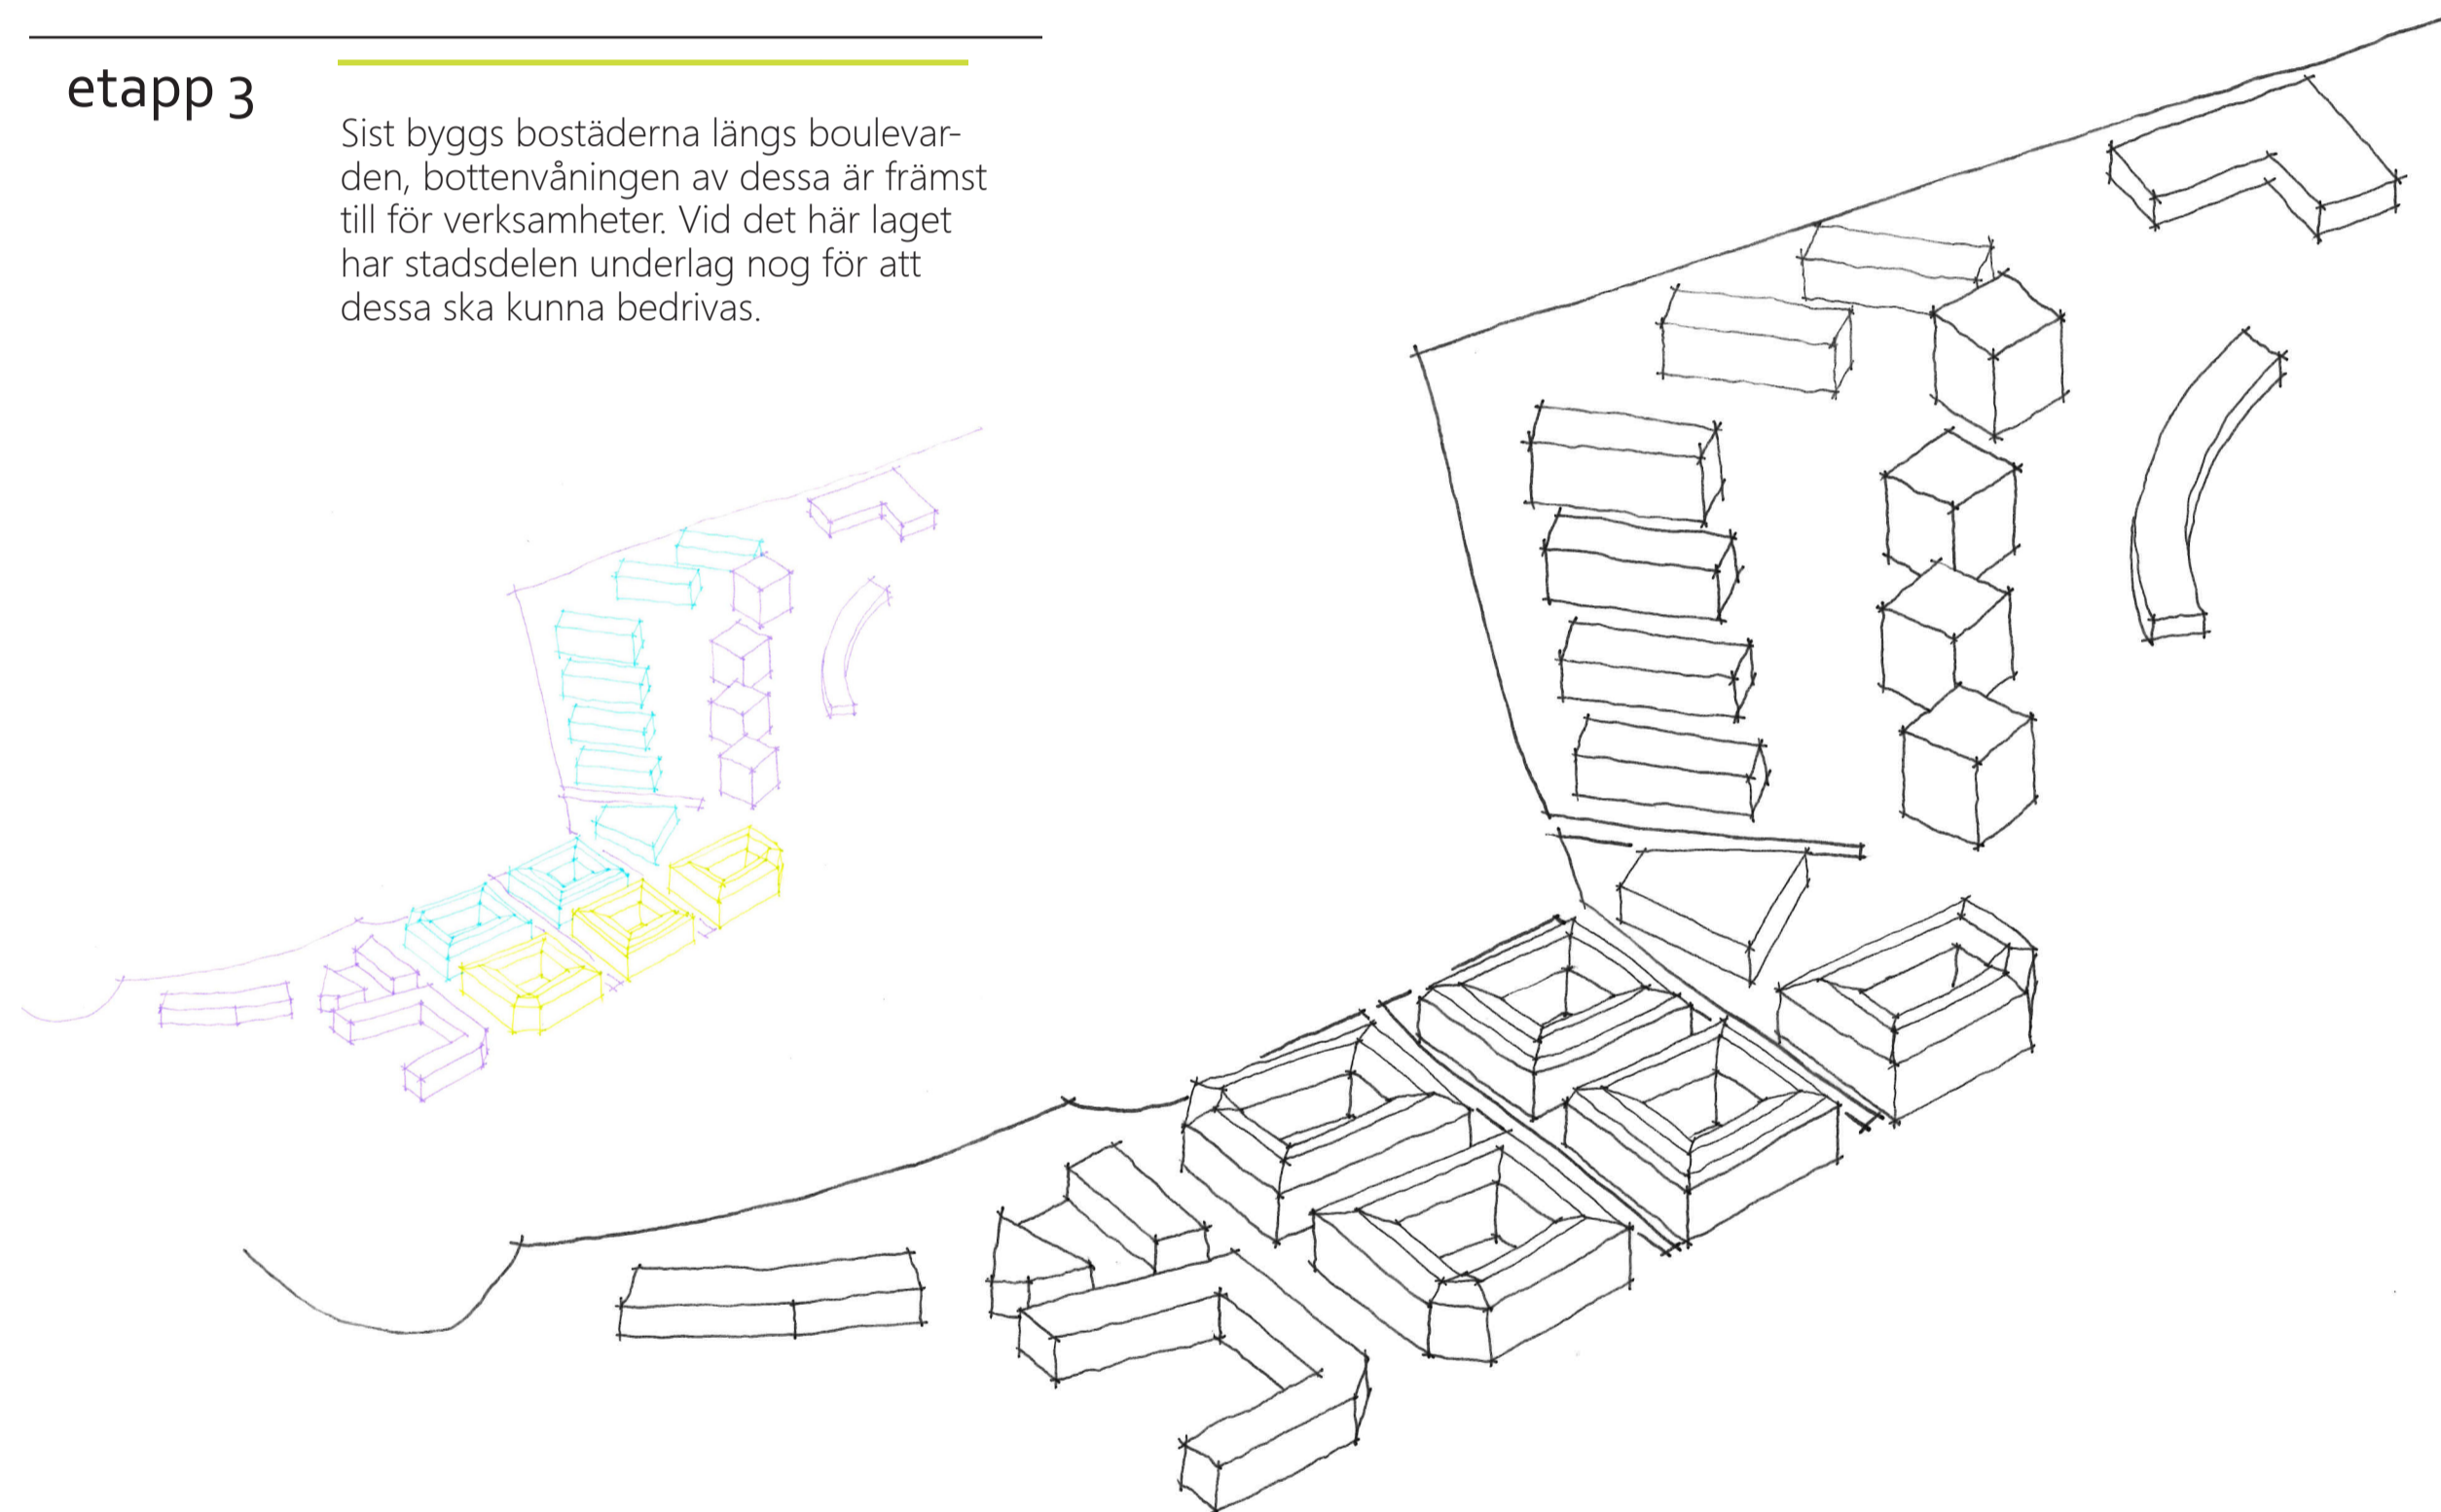 etapp 3
Sist byggs bostäderna längs boulevar-
den, bottenvåningen av dessa är främst
till för verksamheter. Vid det här laget
har stadsdelen underlag nog för att
dessa ska kunna bedrivas.